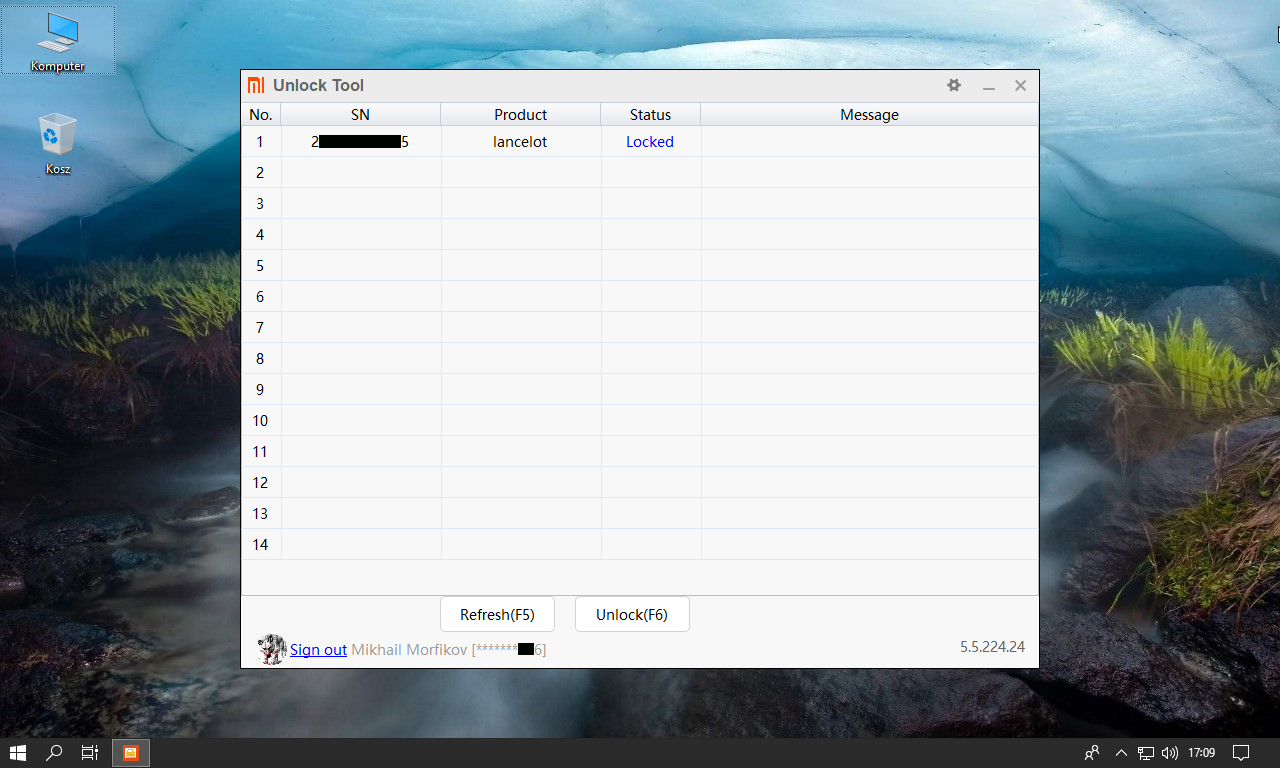 Komputer
Kosz
Unlock Tool
No. SN Product Status Message
1 2 5 lancelot Locked
2
3
4
5
6
7
8
9
10
11
12
13
14
Refresh(F5) Unlock(F6)
Sign out Mikhail Morfikov [******* 6]
5.5.224.24
17:09